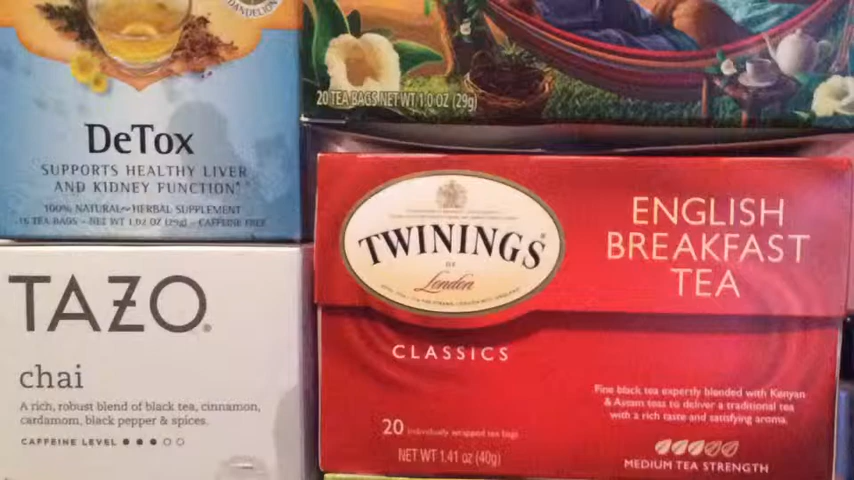 DANDELION
DeTox
SUPPORTS HEALTHY LIVER
AND KIDNEY FUNCTION*
100% NATURAL~HERBAL SUPPLEMENT
16 TEA BAGS ~ NET WT 1.02 OZ (29g) ~ CAFFEINE FREE
20 TEA BAGS NET WT 1.0 OZ (29g)
TAZO®
chai
A rich, robust blend of black tea, cinnamon,
cardamom, black pepper & spices.
CAFFEINE LEVEL
TWININGS®
OF
London
ENGLISH
BREAKFAST
TEA
CLASSICS
Fine black tea expertly blended with Kenyan
& Assam teas to deliver a traditional tea
with a rich taste and satisfying aroma.
20 individually wrapped tea bags
NET WT 1.41 oz (40g)
MEDIUM TEA STRENGTH